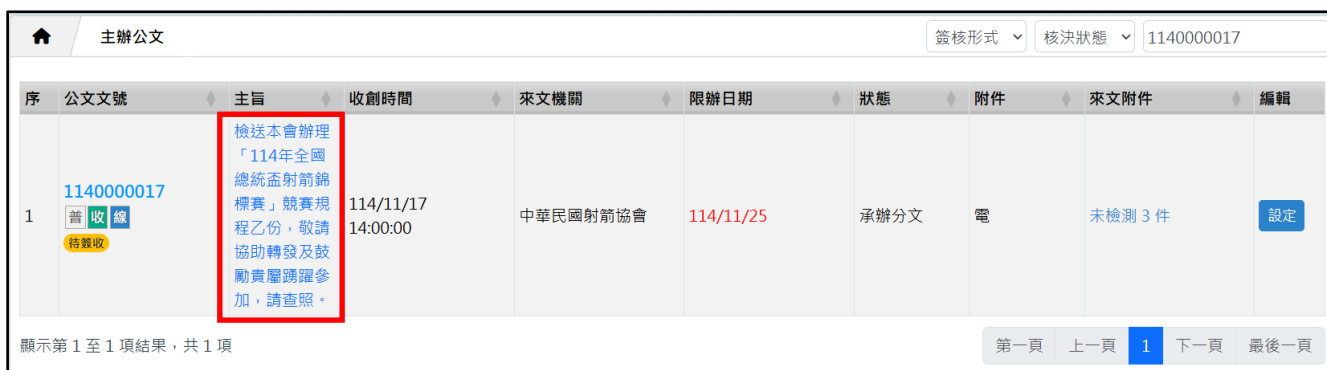 主辦公文
簽核形式
核決狀態
1140000017
序 公文文號 主旨 收創時間 來文機關 限辦日期 狀態 附件 來文附件 編輯
1
1140000017
普 收 線
待簽收
檢送本會辦理
「114年全國
總統盃射箭錦
標賽」競賽規
程乙份，敬請
協助轉發及鼓
勵貴屬踴躍參
加，請查照。
114/11/17
14:00:00
中華民國射箭協會
114/11/25
承辦分文
電
未檢測 3 件
設定
顯示第 1 至 1 項結果，共 1 項
第一頁 上一頁 1 下一頁 最後一頁